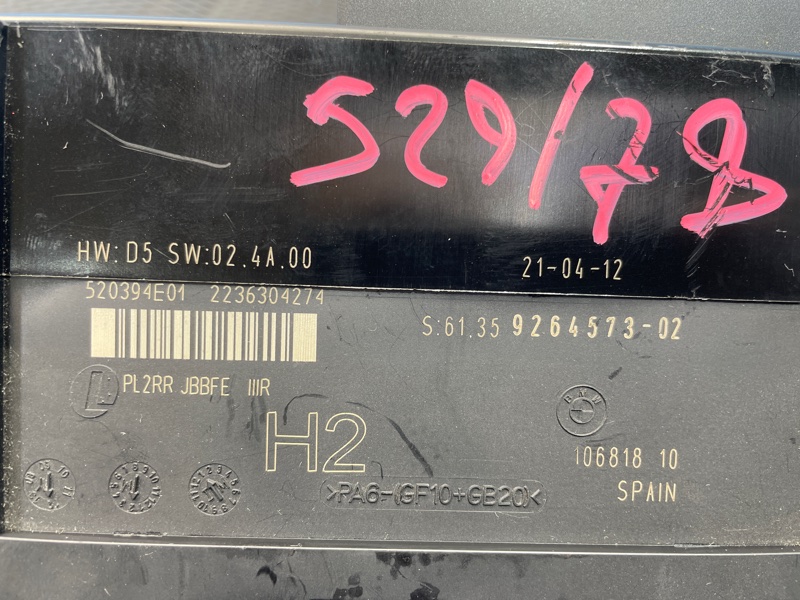 529/78
HW: D5 SW:02.4A.00
21-04-12
520394E01 2236304274
S:61.35 9264573-02
PL2RR JBBFE IIIR
L
BMW
H2
106818 10
>PA6-(GF10+GB20)<
SPAIN